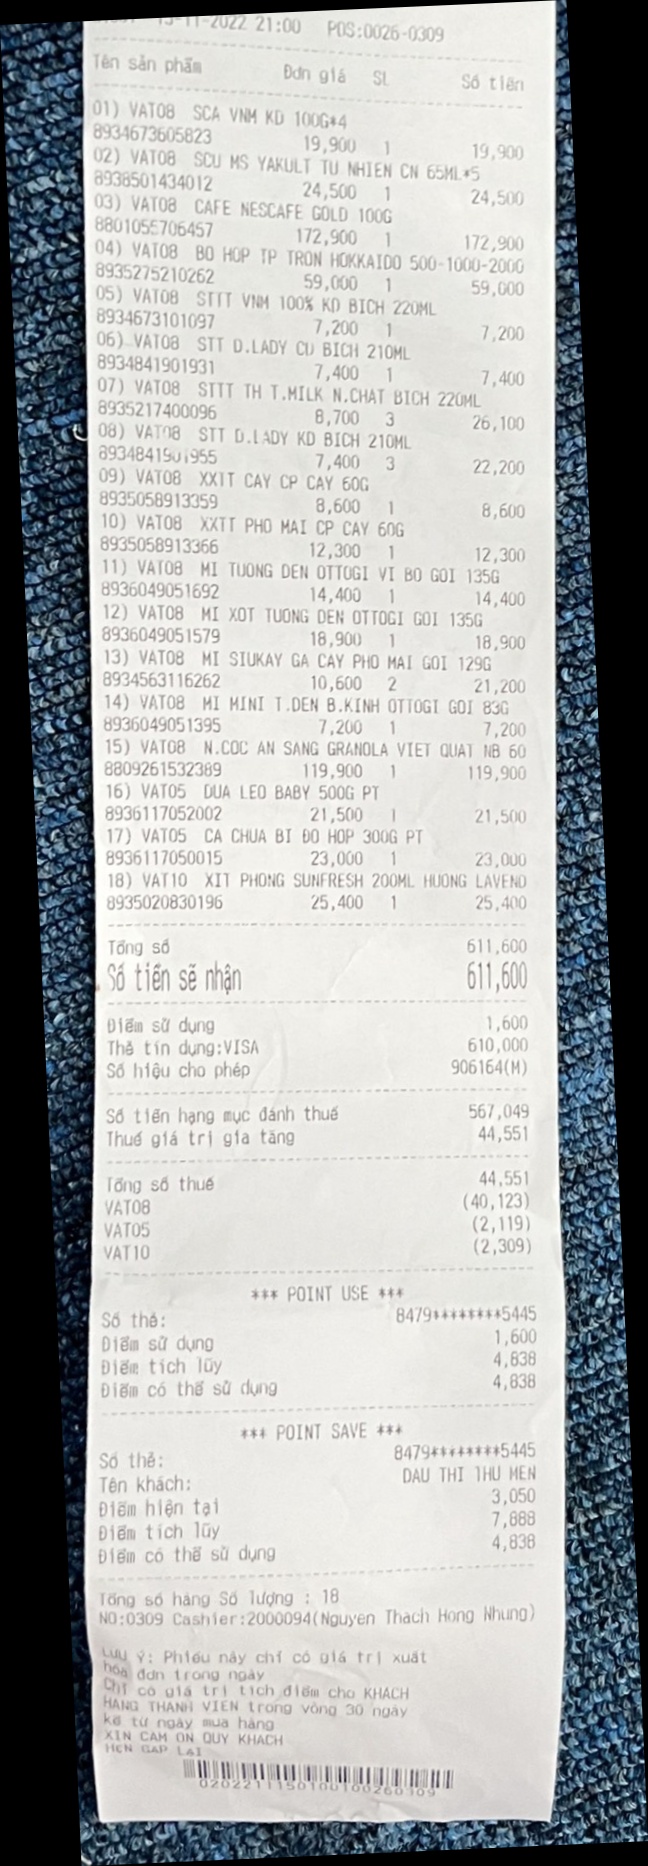 -11-2022 21:00 POS:0026-0309
Tên sản phẩm Đơn giá SL Số tiền
01) VAT08 SCA VNM KD 100G*4
8934673605823 19,900 1 19,900
02) VAT08 SCU MS YAKULT TU NHIEN CN 65ML*5
8938501434012 24,500 1 24,500
03) VAT08 CAFE NESCAFE GOLD 100G
8801055706457 172,900 1 172,900
04) VAT08 BO HOP TP TRON HOKKAIDO 500-1000-2000
8935275210262 59,000 1 59,000
05) VAT08 STTT VNM 100% KD BICH 220ML
8934673101097 7,200 1 7,200
06) VAT08 STT D.LADY CD BICH 210ML
8934841901931 7,400 1 7,400
07) VAT08 STTT TH T.MILK N.CHAT BICH 220ML
8935217400096 8,700 3 26,100
08) VAT08 STT D.LADY KD BICH 210ML
8934841901955 7,400 3 22,200
09) VAT08 XXIT CAY CP CAY 60G
8935058913359 8,600 1 8,600
10) VAT08 XXTT PHO MAI CP CAY 60G
8935058913366 12,300 1 12,300
11) VAT08 MI TUONG DEN OTTOGI VI BO GOI 135G
8936049051692 14,400 1 14,400
12) VAT08 MI XOT TUONG DEN OTTOGI GOI 135G
8936049051579 18,900 1 18,900
13) VAT08 MI SIUKAY GA CAY PHO MAI GOI 129G
8934563116262 10,600 2 21,200
14) VAT08 MI MINI T.DEN B.KINH OTTOGI GOI 83G
8936049051395 7,200 1 7,200
15) VAT08 N.COC AN SANG GRANOLA VIET QUAT NB 60
8809261532389 119,900 1 119,900
16) VAT05 DUA LEO BABY 500G PT
8936117052002 21,500 1 21,500
17) VAT05 CA CHUA BI ĐO HOP 300G PT
8936117050015 23,000 1 23,000
18) VAT10 XIT PHONG SUNFRESH 200ML HUONG LAVEND
8935020830196 25,400 1 25,400
Tổng số 611,600
Số tiền sẽ nhận 611,600
Điểm sử dụng 1,600
Thẻ tín dụng:VISA 610,000
Số hiệu cho phép 906164(M)
Số tiền hạng mục đánh thuế 567,049
Thuế giá trị gia tăng 44,551
Tổng số thuế 44,551
VAT08 (40,123)
VAT05 (2,119)
VAT10 (2,309)
*** POINT USE ***
Số thẻ: 8479********5445
Điểm sử dụng 1,600
Điểm tích lũy 4,838
Điểm có thể sử dụng 4,838
*** POINT SAVE ***
Số thẻ: 8479********5445
Tên khách: DAU THI THU MEN
Điểm hiện tại 3,050
Điểm tích lũy 7,888
Điểm có thể sử dụng 4,838
Tổng số hàng Số lượng : 18
NO:0309 Cashier:2000094(Nguyen Thach Hong Nhung)
Lưu ý: Phiếu này chỉ có giá trị xuất
hóa đơn trong ngày
Chỉ có giá trị tích điểm cho KHACH
HANG THANH VIEN trong vòng 30 ngày
kể từ ngày mua hàng
XIN CAM ON QUY KHACH
HEN GAP LAI
0202211150100100260309